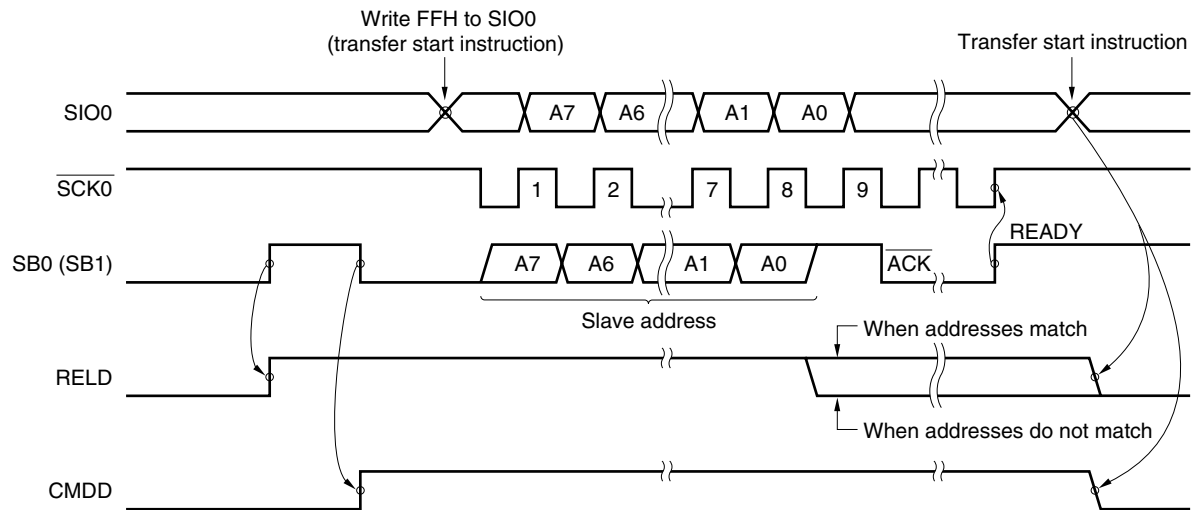 Write FFH to SIO0
(transfer start instruction)
Transfer start instruction
SIO0
A7
A6
A1
A0
SCK0
1
2
7
8
9
READY
SB0 (SB1)
A7
A6
A1
A0
ACK
Slave address
When addresses match
RELD
When addresses do not match
CMDD